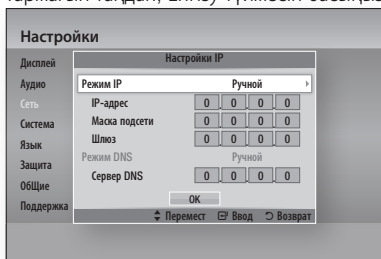 Настройки
Дисплей
Аудио
Сеть
Система
Язык
Защита
Общие
Поддержка
Настройки IP
Режим IP Ручной
IP-адрес 0 . 0 . 0 . 0
Маска подсети 0 . 0 . 0 . 0
Шлюз 0 . 0 . 0 . 0
Режим DNS Ручной
Сервер DNS 0 . 0 . 0 . 0
OK
Перемест Ввод Возврат